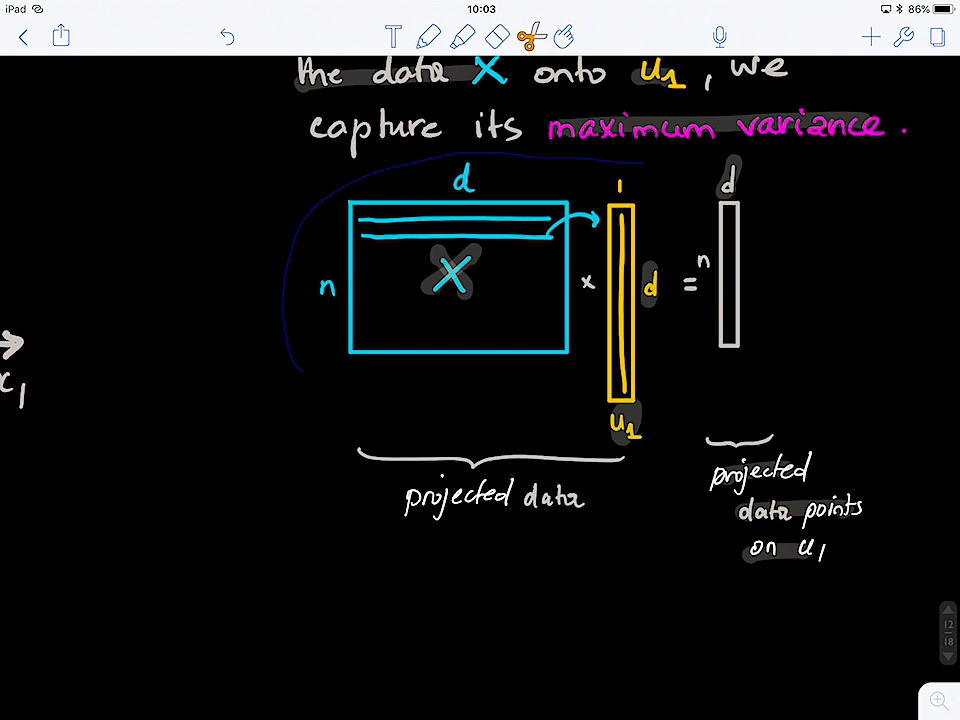 iPad
10:03
86%
the data X onto u1, we
capture its maximum variance.
d
1
d
n
X
x
d
=
n
x1
u1
projected data
projected
data points
on u1
12
18